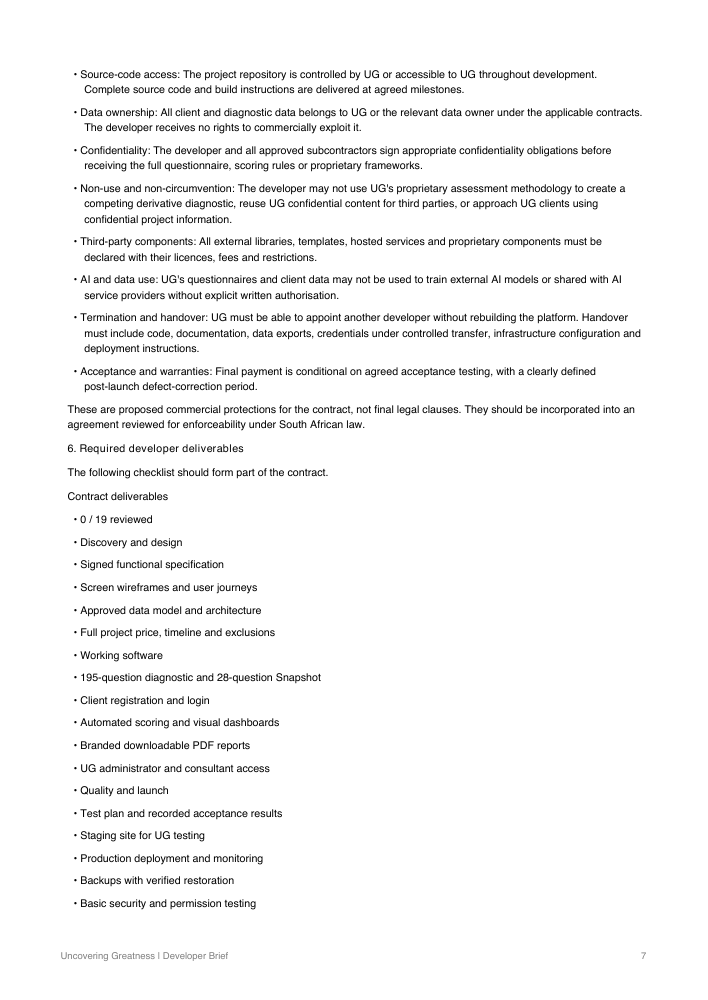 • Source-code access: The project repository is controlled by UG or accessible to UG throughout development.
Complete source code and build instructions are delivered at agreed milestones.
• Data ownership: All client and diagnostic data belongs to UG or the relevant data owner under the applicable contracts.
The developer receives no rights to commercially exploit it.
• Confidentiality: The developer and all approved subcontractors sign appropriate confidentiality obligations before
receiving the full questionnaire, scoring rules or proprietary frameworks.
• Non-use and non-circumvention: The developer may not use UG's proprietary assessment methodology to create a
competing derivative diagnostic, reuse UG confidential content for third parties, or approach UG clients using
confidential project information.
• Third-party components: All external libraries, templates, hosted services and proprietary components must be
declared with their licences, fees and restrictions.
• AI and data use: UG's questionnaires and client data may not be used to train external AI models or shared with AI
service providers without explicit written authorisation.
• Termination and handover: UG must be able to appoint another developer without rebuilding the platform. Handover
must include code, documentation, data exports, credentials under controlled transfer, infrastructure configuration and
deployment instructions.
• Acceptance and warranties: Final payment is conditional on agreed acceptance testing, with a clearly defined
post-launch defect-correction period.
These are proposed commercial protections for the contract, not final legal clauses. They should be incorporated into an
agreement reviewed for enforceability under South African law.
6. Required developer deliverables
The following checklist should form part of the contract.
Contract deliverables
• 0 / 19 reviewed
• Discovery and design
• Signed functional specification
• Screen wireframes and user journeys
• Approved data model and architecture
• Full project price, timeline and exclusions
• Working software
• 195-question diagnostic and 28-question Snapshot
• Client registration and login
• Automated scoring and visual dashboards
• Branded downloadable PDF reports
• UG administrator and consultant access
• Quality and launch
• Test plan and recorded acceptance results
• Staging site for UG testing
• Production deployment and monitoring
• Backups with verified restoration
• Basic security and permission testing
Uncovering Greatness | Developer Brief
7